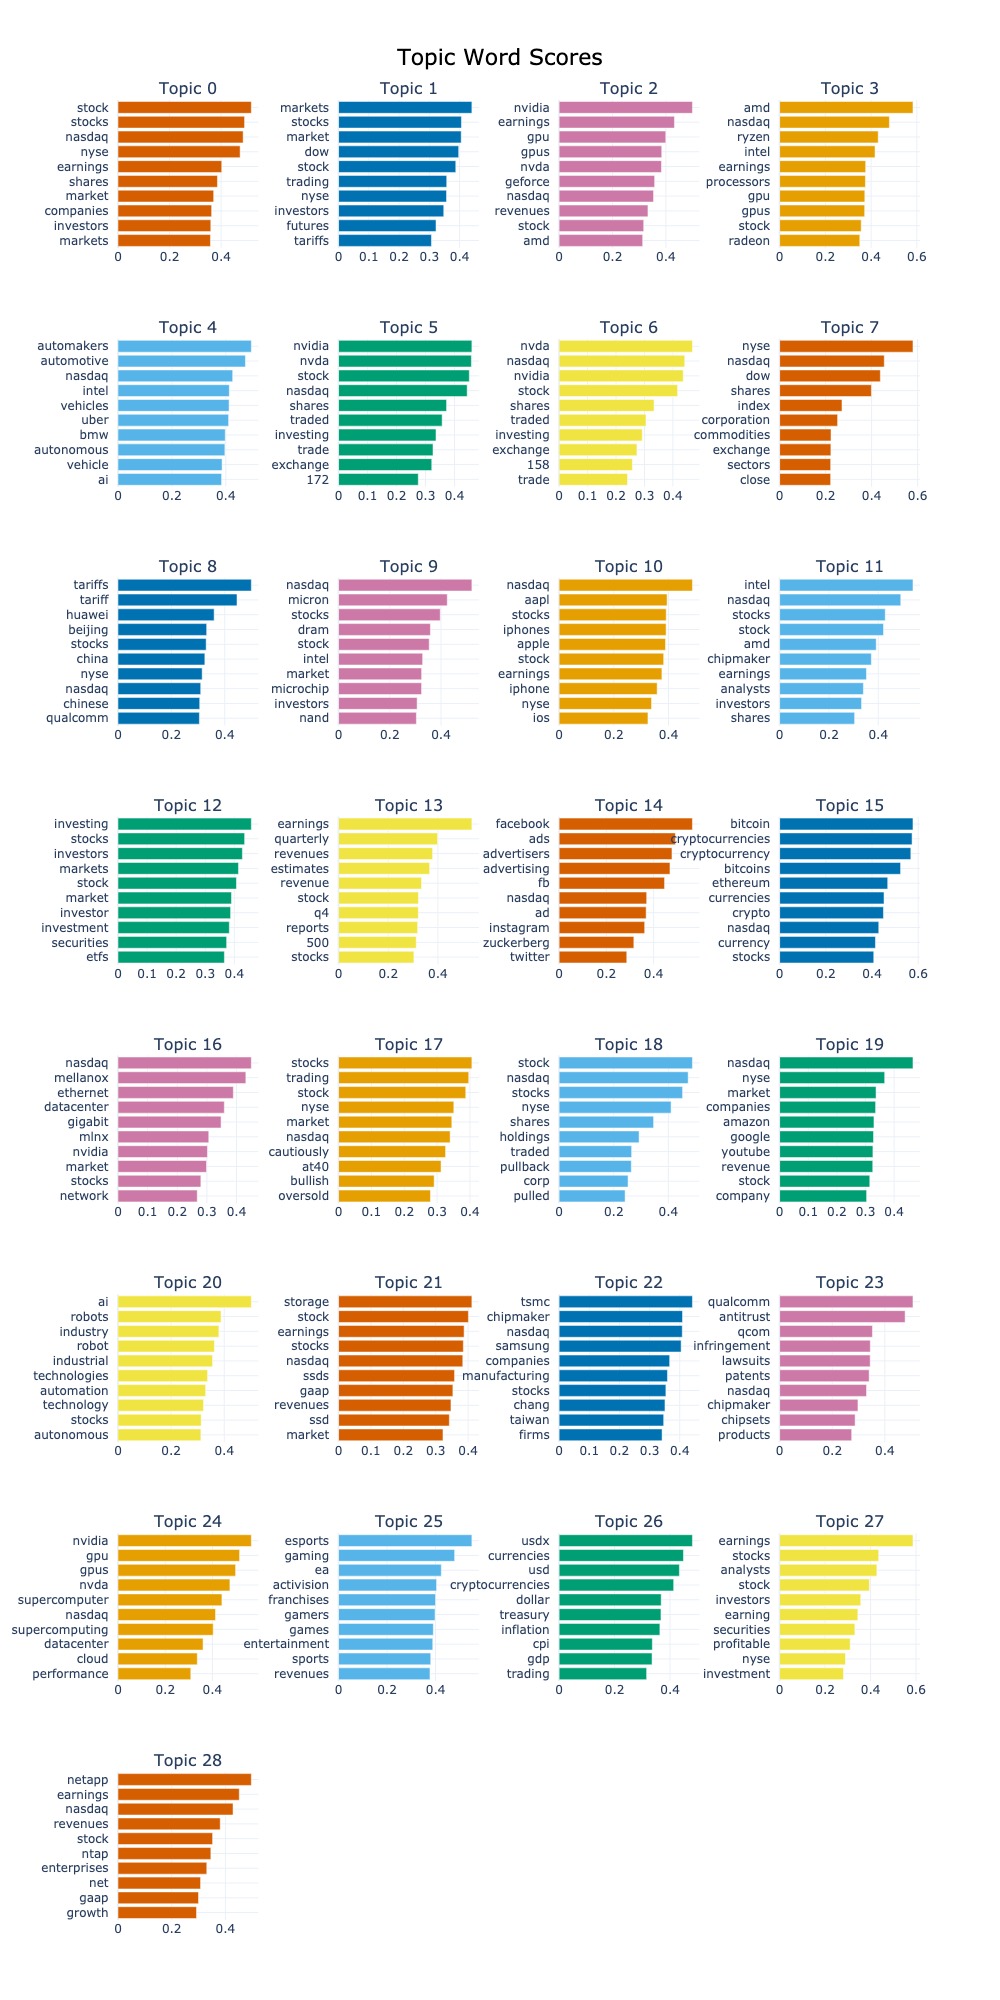 Topic Word Scores
Topic 0
stock
stocks
nasdaq
nyse
earnings
shares
market
companies
investors
markets
0 0.2 0.4
Topic 1
markets
stocks
market
dow
stock
trading
nyse
investors
futures
tariffs
0 0.1 0.2 0.3 0.4
Topic 2
nvidia
earnings
gpu
gpus
nvda
geforce
nasdaq
revenues
stock
amd
0 0.2 0.4
Topic 3
amd
nasdaq
ryzen
intel
earnings
processors
gpu
gpus
stock
radeon
0 0.2 0.4 0.6
Topic 4
automakers
automotive
nasdaq
intel
vehicles
uber
bmw
autonomous
vehicle
ai
0 0.2 0.4
Topic 5
nvidia
nvda
stock
nasdaq
shares
traded
investing
trade
exchange
172
0 0.1 0.2 0.3 0.4
Topic 6
nvda
nasdaq
nvidia
stock
shares
traded
investing
exchange
158
trade
0 0.1 0.2 0.3 0.4
Topic 7
nyse
nasdaq
dow
shares
index
corporation
commodities
exchange
sectors
close
0 0.2 0.4 0.6
Topic 8
tariffs
tariff
huawei
beijing
stocks
china
nyse
nasdaq
chinese
qualcomm
0 0.2 0.4
Topic 9
nasdaq
micron
stocks
dram
stock
intel
market
microchip
investors
nand
0 0.2 0.4
Topic 10
nasdaq
aapl
stocks
iphones
apple
stock
earnings
iphone
nyse
ios
0 0.2 0.4
Topic 11
intel
nasdaq
stocks
stock
amd
chipmaker
earnings
analysts
investors
shares
0 0.2 0.4
Topic 12
investing
stocks
investors
markets
stock
market
investor
investment
securities
etfs
0 0.1 0.2 0.3 0.4
Topic 13
earnings
quarterly
revenues
estimates
revenue
stock
q4
reports
500
stocks
0 0.2 0.4
Topic 14
facebook
ads
advertisers
advertising
fb
nasdaq
ad
instagram
zuckerberg
twitter
0 0.2 0.4
Topic 15
bitcoin
cryptocurrencies
cryptocurrency
bitcoins
ethereum
currencies
crypto
nasdaq
currency
stocks
0 0.2 0.4 0.6
Topic 16
nasdaq
mellanox
ethernet
datacenter
gigabit
mlnx
nvidia
market
stocks
network
0 0.1 0.2 0.3 0.4
Topic 17
stocks
trading
stock
nyse
market
nasdaq
cautiously
at40
bullish
oversold
0 0.1 0.2 0.3 0.4
Topic 18
stock
nasdaq
stocks
nyse
shares
holdings
traded
pullback
corp
pulled
0 0.2 0.4
Topic 19
nasdaq
nyse
market
companies
amazon
google
youtube
revenue
stock
company
0 0.1 0.2 0.3 0.4
Topic 20
ai
robots
industry
robot
industrial
technologies
automation
technology
stocks
autonomous
0 0.2 0.4
Topic 21
storage
stock
earnings
stocks
nasdaq
ssds
gaap
revenues
ssd
market
0 0.1 0.2 0.3 0.4
Topic 22
tsmc
chipmaker
nasdaq
samsung
companies
manufacturing
stocks
chang
taiwan
firms
0 0.1 0.2 0.3 0.4
Topic 23
qualcomm
antitrust
qcom
infringement
lawsuits
patents
nasdaq
chipmaker
chipsets
products
0 0.2 0.4
Topic 24
nvidia
gpu
gpus
nvda
supercomputer
nasdaq
supercomputing
datacenter
cloud
performance
0 0.2 0.4
Topic 25
esports
gaming
ea
activision
franchises
gamers
games
entertainment
sports
revenues
0 0.2 0.4
Topic 26
usdx
currencies
usd
cryptocurrencies
dollar
treasury
inflation
cpi
gdp
trading
0 0.2 0.4
Topic 27
earnings
stocks
analysts
stock
investors
earning
securities
profitable
nyse
investment
0 0.2 0.4 0.6
Topic 28
netapp
earnings
nasdaq
revenues
stock
ntap
enterprises
net
gaap
growth
0 0.2 0.4